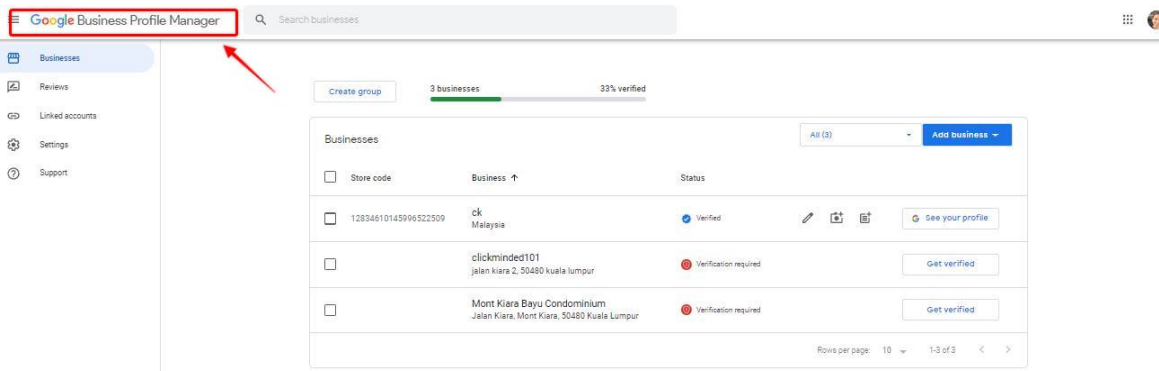 Google Business Profile Manager
Search businesses
Businesses
Reviews
Linked accounts
Settings
Support
Create group
3 businesses 33% verified
Businesses
All (3)
Add business
Store code Business Status
12834610145996522509
ck
Malaysia
Verified
See your profile
clickminded101
jalan kiara 2, 50480 kuala lumpur
Verification required
Get verified
Mont Kiara Bayu Condominium
Jalan Kiara, Mont Kiara, 50480 Kuala Lumpur
Verification required
Get verified
Rows per page: 10 1-3 of 3